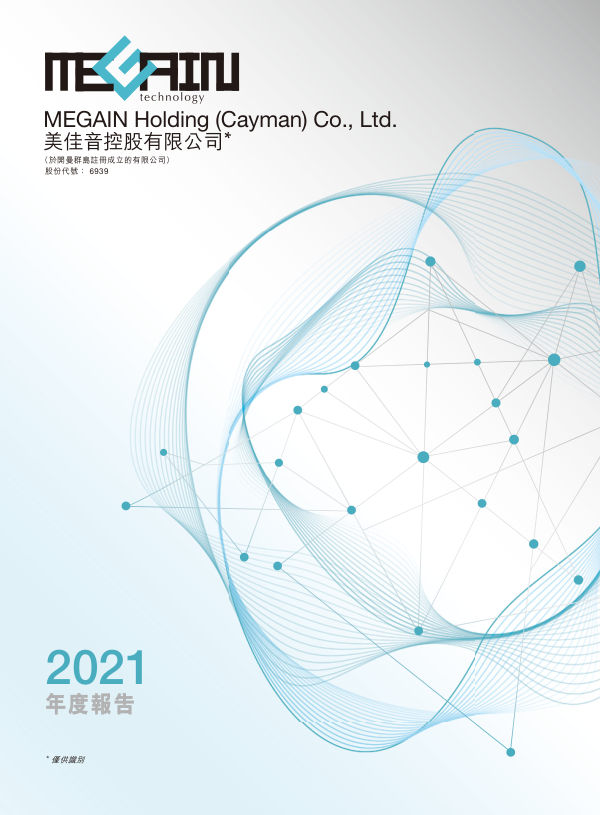 MEGAIN
technology
MEGAIN Holding (Cayman) Co., Ltd.
美佳音控股有限公司*
(於開曼群島註冊成立的有限公司)
股份代號： 6939
2021
年度報告
* 僅供識別